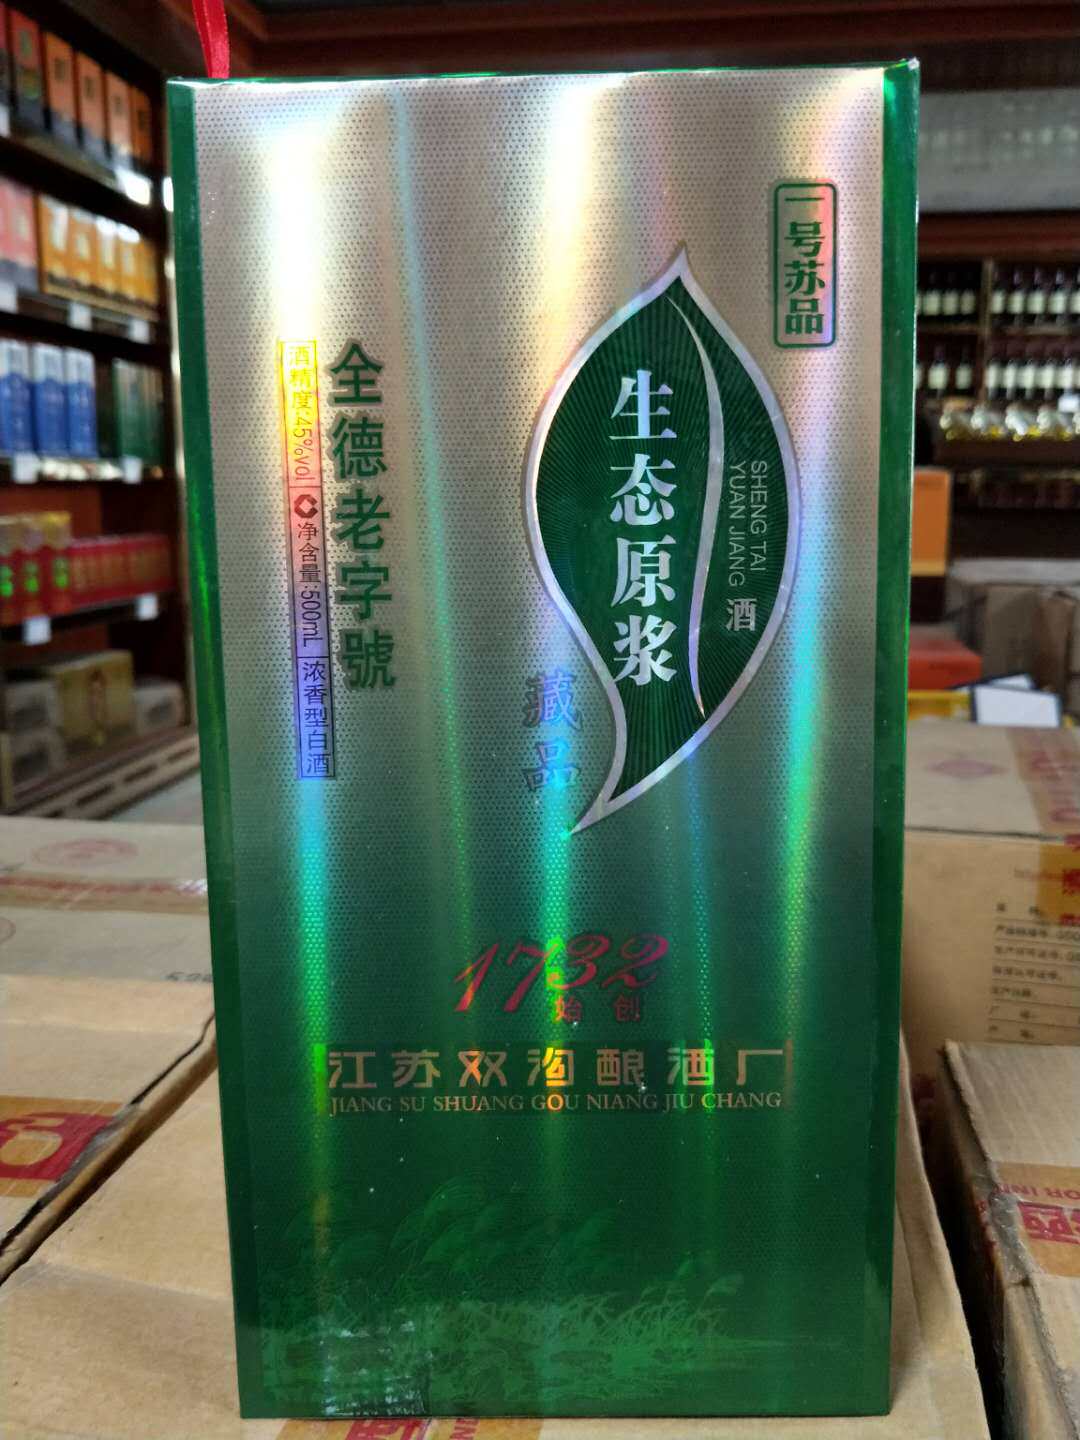 一号苏品
生态原浆
SHENG TAI
YUAN JIANG 酒
藏品
全德老字號
酒精度:45%vol 净含量:500mL 浓香型白酒
1732
始创
江苏双沟酿酒厂
JIANG SU SHUANG GOU NIANG JIU CHANG